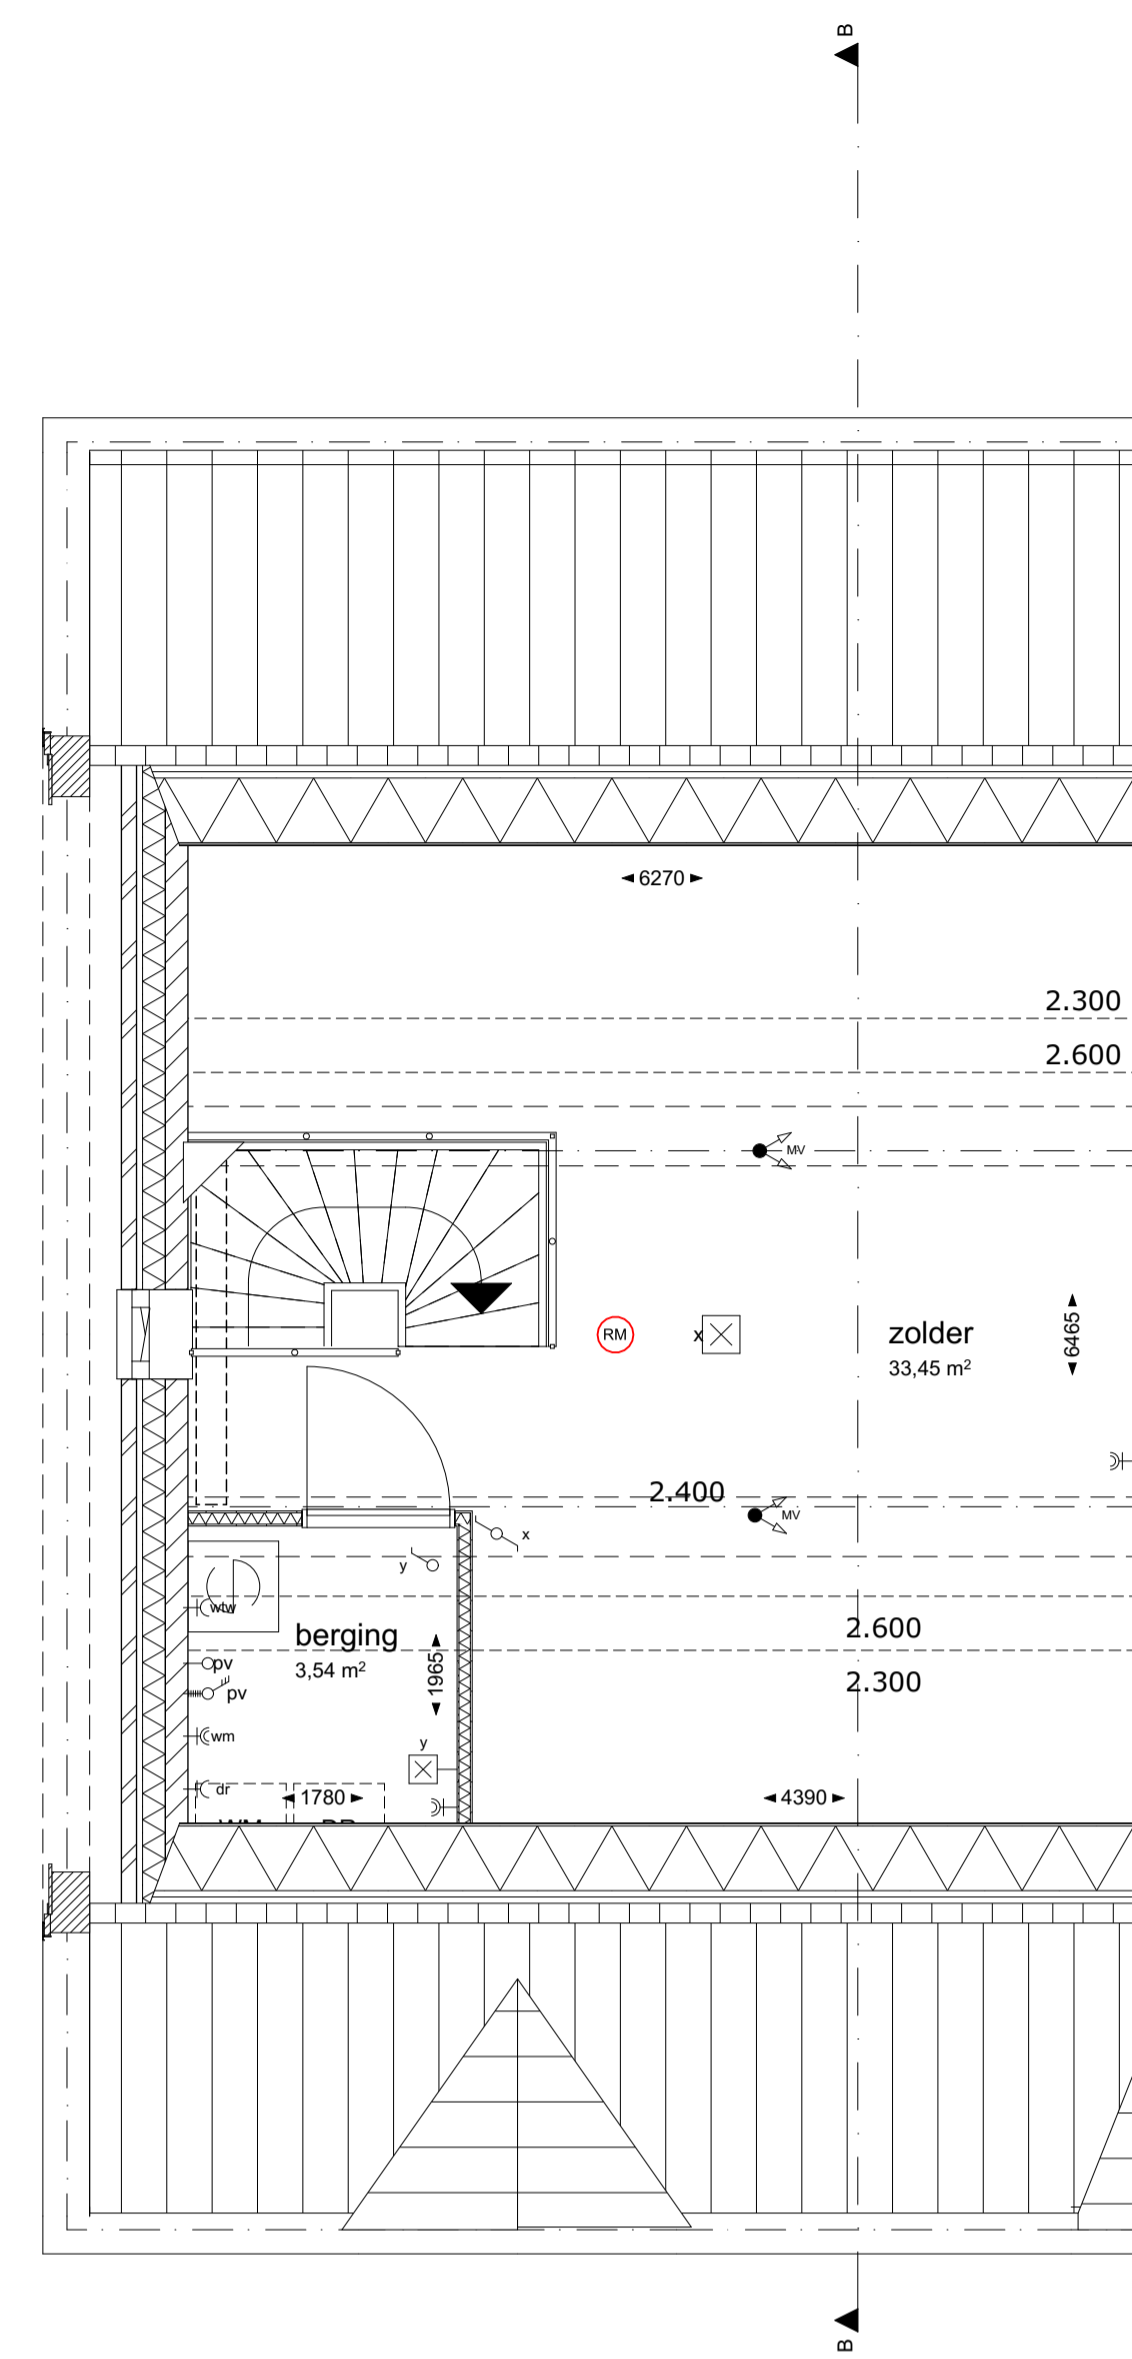 B
6270
2.300
2.600
MV
RM
x
zolder
33,45 m²
6465
2.400
MV
x
y
wtw
berging
3,54 m²
1965
pv
pv
wm
dr
y
1780
2.600
2.300
4390
B